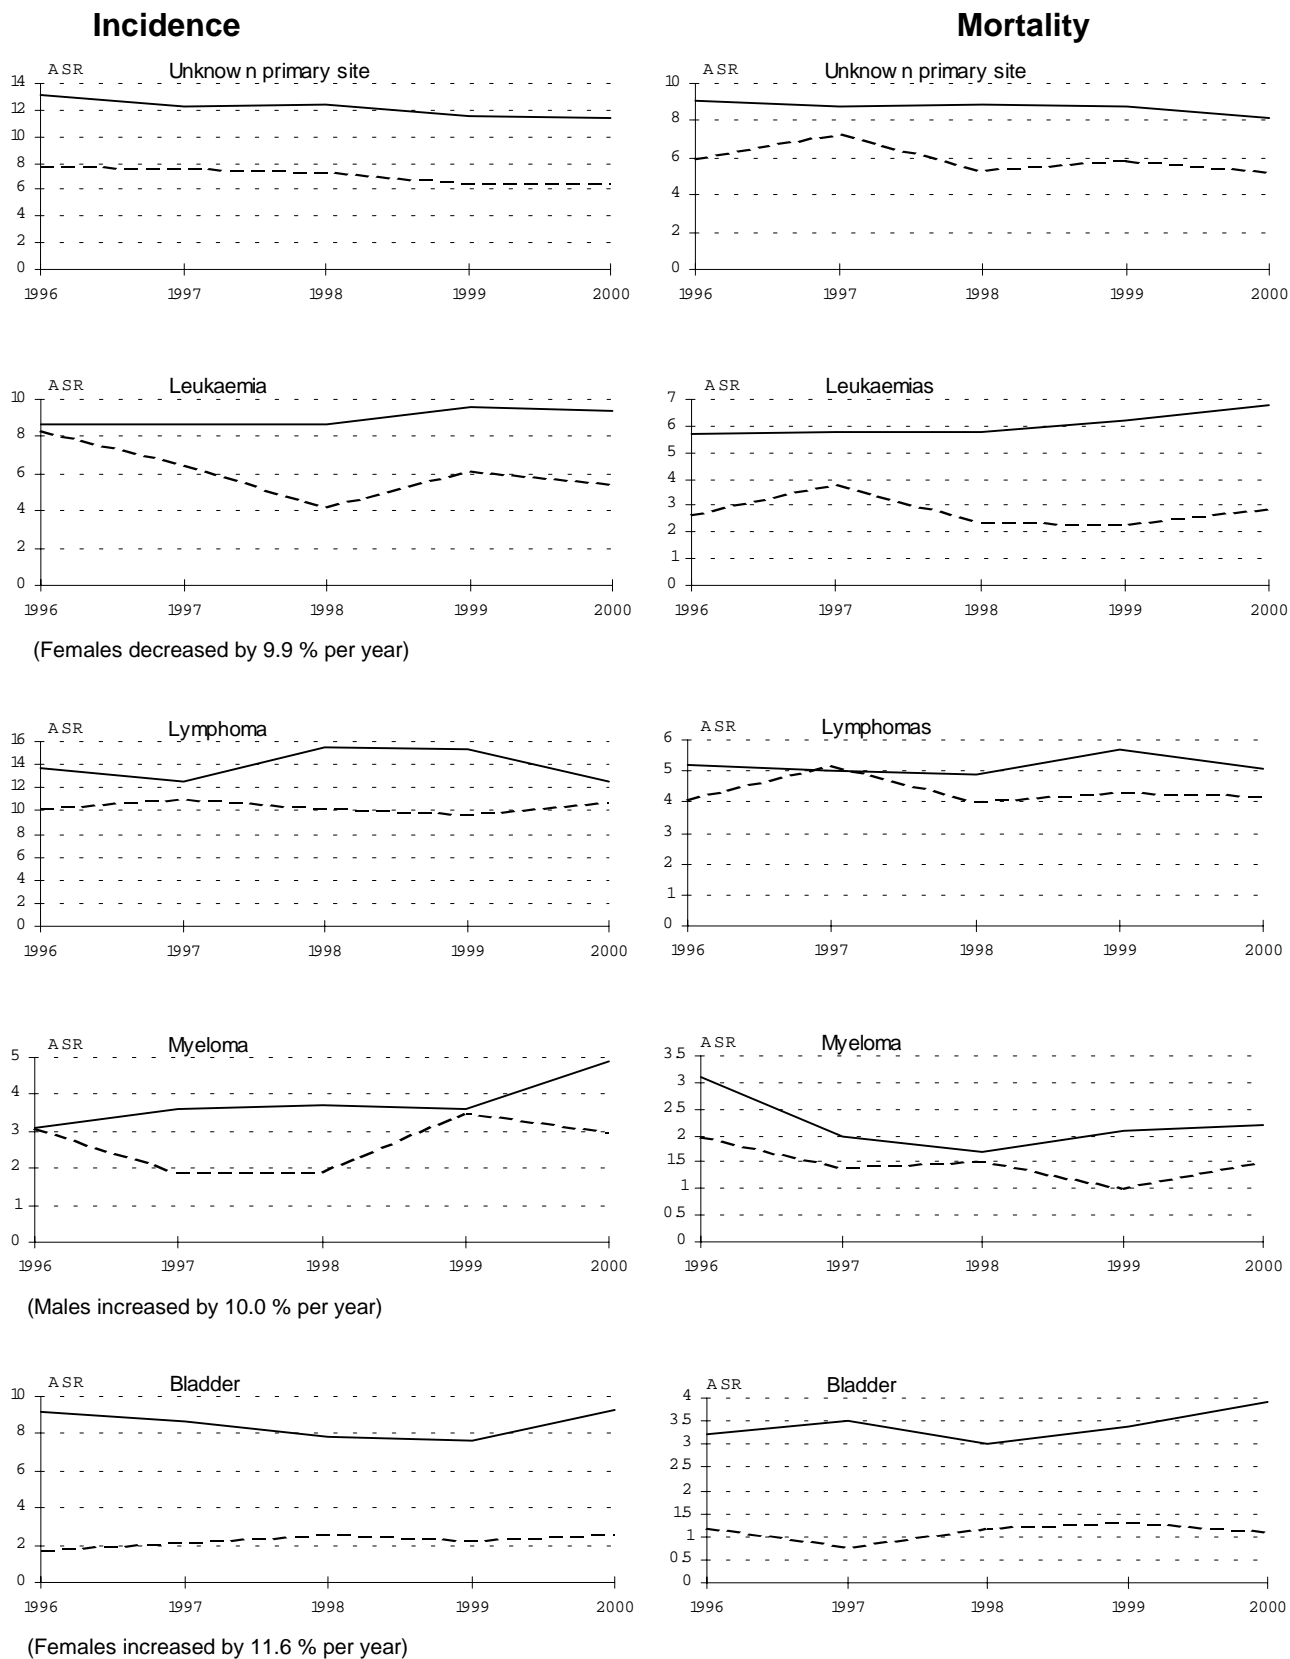 Incidence
Mortality
ASR Unknown primary site
14
12
10
8
6
4
2
0
1996 1997 1998 1999 2000
ASR Unknown primary site
10
8
6
4
2
0
1996 1997 1998 1999 2000
ASR Leukaemia
10
8
6
4
2
0
1996 1997 1998 1999 2000
(Females decreased by 9.9 % per year)
ASR Leukaemias
7
6
5
4
3
2
1
0
1996 1997 1998 1999 2000
ASR Lymphoma
16
14
12
10
8
6
4
2
0
1996 1997 1998 1999 2000
ASR Lymphomas
6
5
4
3
2
1
0
1996 1997 1998 1999 2000
ASR Myeloma
5
4
3
2
1
0
1996 1997 1998 1999 2000
(Males increased by 10.0 % per year)
ASR Myeloma
3.5
3
2.5
2
1.5
1
0.5
0
1996 1997 1998 1999 2000
ASR Bladder
10
8
6
4
2
0
1996 1997 1998 1999 2000
(Females increased by 11.6 % per year)
ASR Bladder
4
3.5
3
2.5
2
1.5
1
0.5
0
1996 1997 1998 1999 2000